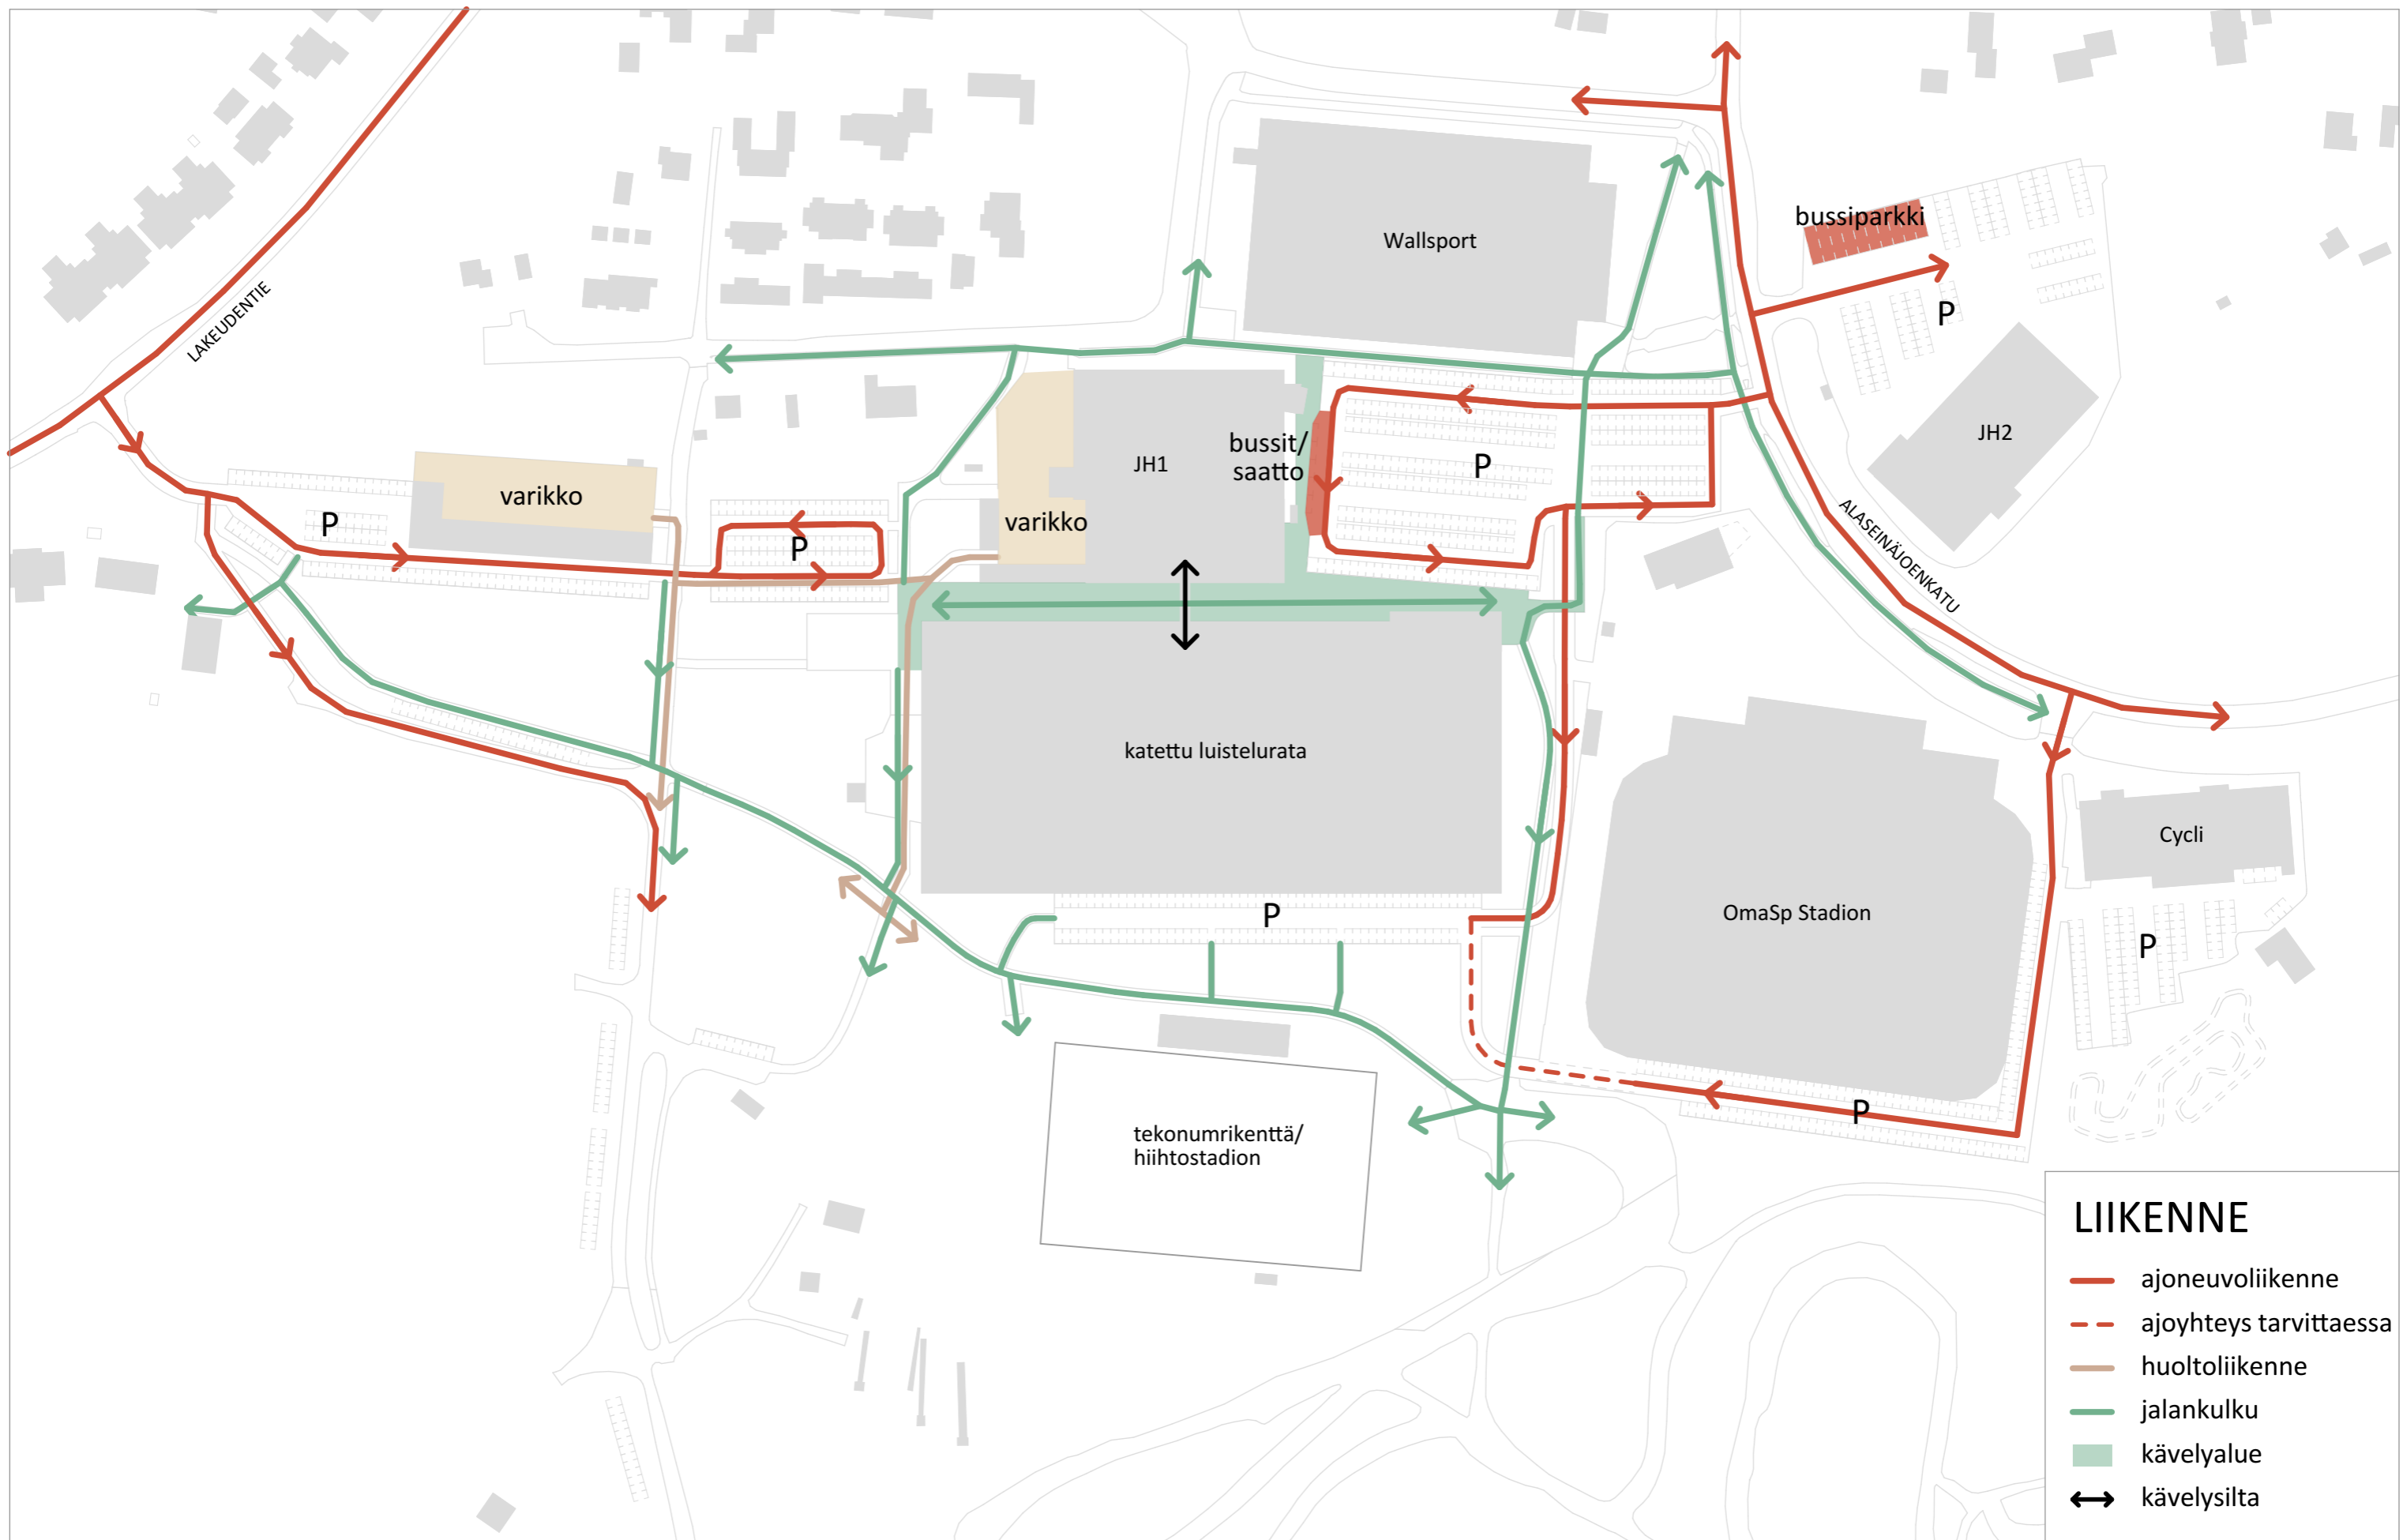 bussiparkki
Wallsport
P
LAKEUDENTIE
bussit/
saatto
JH2
JH1
P
varikko
P
varikko
P
ALASEINÄJOENKATU
katettu luistelurata
Cycli
P
OmaSp Stadion
P
P
tekonumrikenttä/
hiihtostadion
LIIKENNE
ajoneuvoliikenne
ajoyhteys tarvittaessa
huoltoliikenne
jalankulku
kävelyalue
kävelysilta